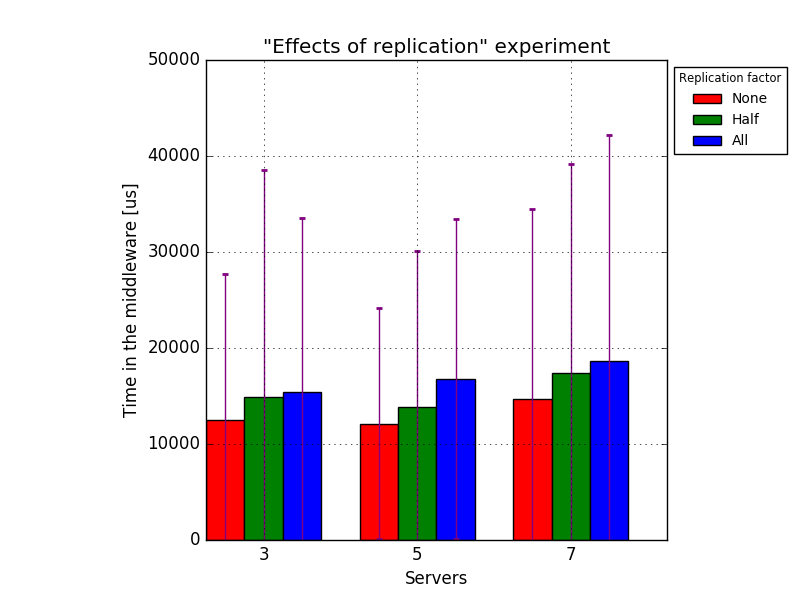 "Effects of replication" experiment
Time in the middleware [us]
50000
40000
30000
20000
10000
0
3 5 7
Servers
Replication factor
None
Half
All